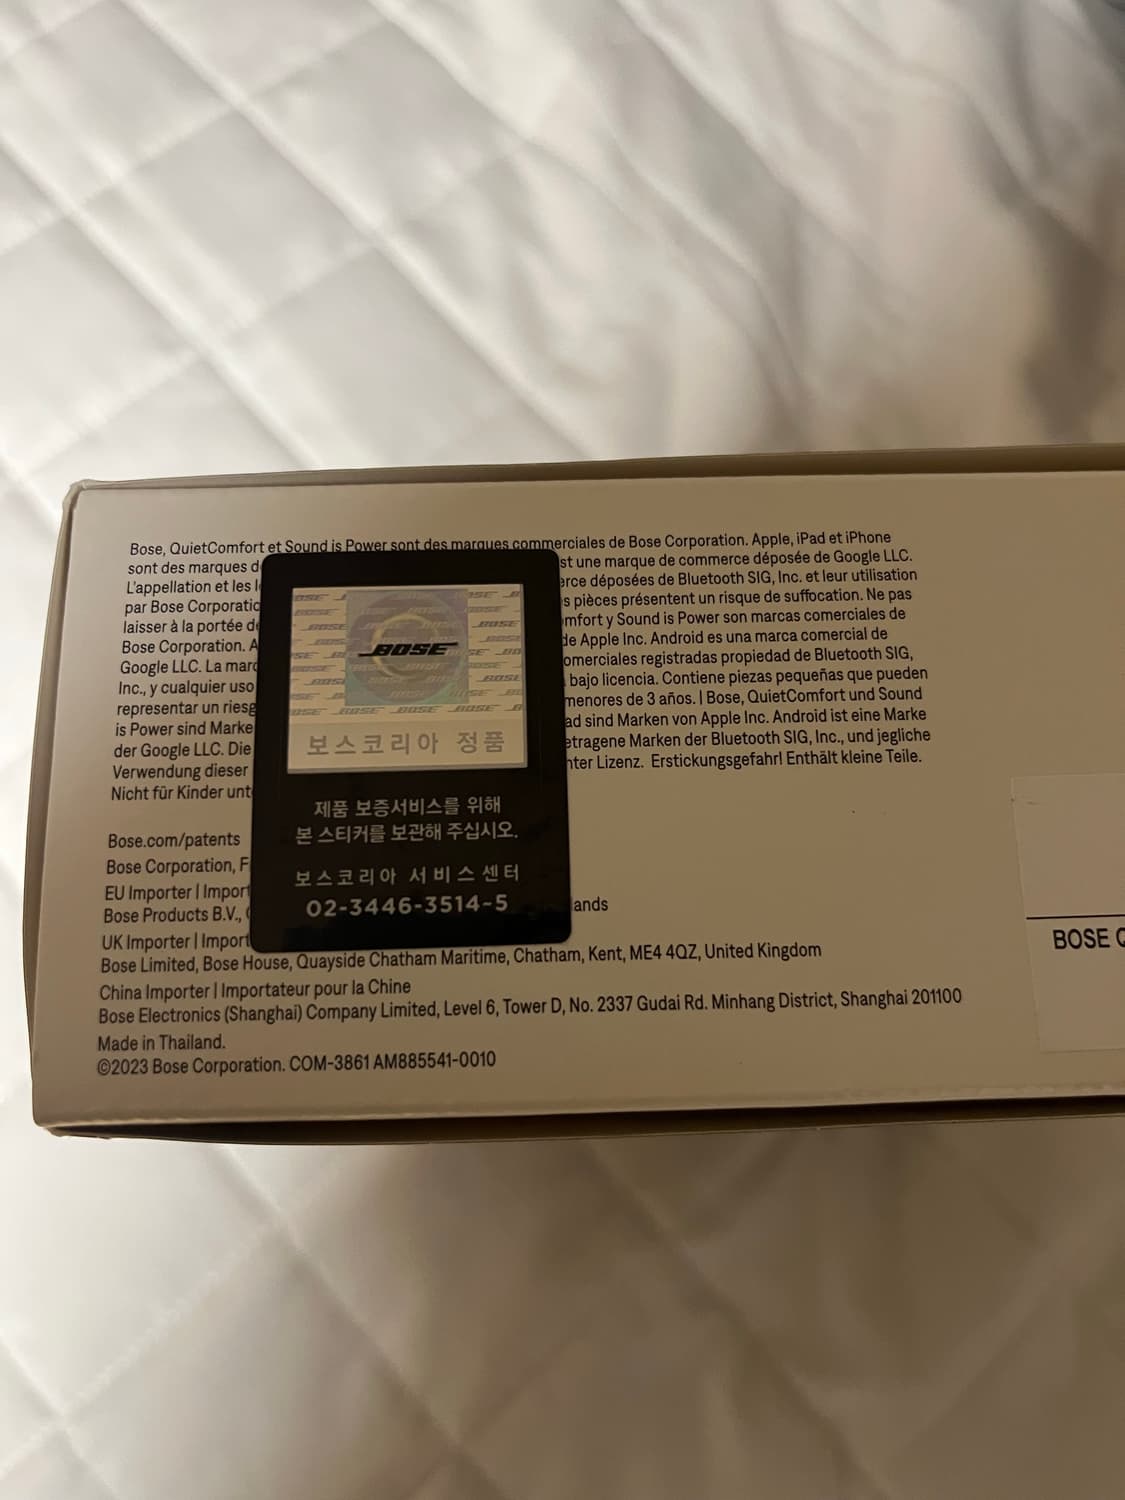 Bose, QuietComfort et Sound is Power sont des marques commerciales de Bose Corporation. Apple, iPad et iPhone
sont des marques d st une marque de commerce déposée de Google LLC.
L'appellation et les l rce déposées de Bluetooth SIG, Inc. et leur utilisation
par Bose Corporatio s pièces présentent un risque de suffocation. Ne pas
laisser à la portée d mfort y Sound is Power son marcas comerciales de
Bose Corporation. A de Apple Inc. Android es una marca comercial de
Google LLC. La marc omerciales registradas propiedad de Bluetooth SIG,
Inc., y cualquier uso bajo licencia. Contiene piezas pequeñas que pueden
representar un riesg menores de 3 años. | Bose, QuietComfort und Sound
is Power sind Marke ad sind Marken von Apple Inc. Android ist eine Marke
der Google LLC. Die etragene Marken der Bluetooth SIG, Inc., und jegliche
Verwendung dieser nter Lizenz. Erstickungsgefahr! Enthält kleine Teile.
Nicht für Kinder unt
BOSE
보스코리아 정품
제품 보증서비스를 위해
본 스티커를 보관해 주십시오.
보스코리아 서비스센터
02-3446-3514~5
Bose.com/patents
Bose Corporation, F
EU Importer | Import
Bose Products B.V., ands
UK Importer | Import
Bose Limited, Bose House, Quayside Chatham Maritime, Chatham, Kent, ME4 4QZ, United Kingdom
China Importer | Importateur pour la Chine
Bose Electronics (Shanghai) Company Limited, Level 6, Tower D, No. 2337 Gudai Rd. Minhang District, Shanghai 201100
Made in Thailand.
©2023 Bose Corporation. COM-3861 AM885541-0010
BOSE Q